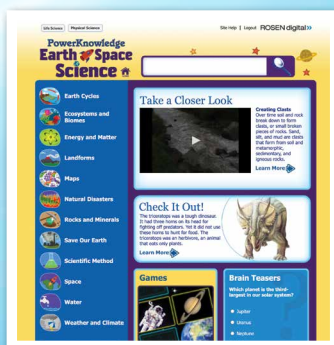 Life Science
Physical Science
Site Help | Logout ROSEN digital»
PowerKnowledge
Earth & Space
Science
Earth Cycles
Ecosystems and
Biomes
Energy and Matter
Landforms
Maps
Natural Disasters
Rocks and Minerals
Save Our Earth
Scientific Method
Space
Water
Weather and Climate
Take a Closer Look
Creating Clasts
Over time soil and rock
break down to form
clasts, or small broken
pieces of rocks. Sand,
silt, and mud are clasts
that form from soil and
metamorphic,
sedimentary, and
igneous rocks.
Learn More
Check It Out!
The triceratops was a tough dinosaur.
It had three horns on its head for
fighting off predators. Yet it did not use
these horns to hunt for food. The
triceratops was an herbivore, an animal
that eats only plants.
Learn More
Games
Brain Teasers
Which planet is the third-
largest in our solar system?
Jupiter
Uranus
Neptune